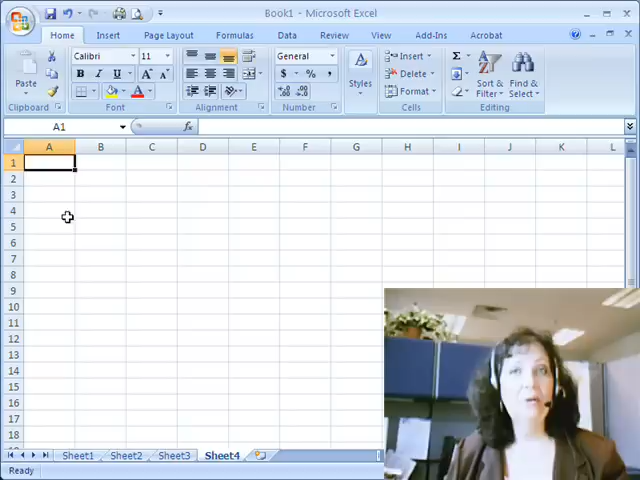 Book1 - Microsoft Excel
Home Insert Page Layout Formulas Data Review View Add-Ins Acrobat
Calibri 11 General Insert Σ
Paste B I U A A $ % , Styles Delete Sort & Filter Find & Select
A Format
Clipboard Font Alignment Number Cells Editing
A1 fx
A B C D E F G H I J K L
1
2
3
4
5
6
7
8
9
10
11
12
13
14
15
16
17
18
Sheet1 Sheet2 Sheet3 Sheet4
Ready